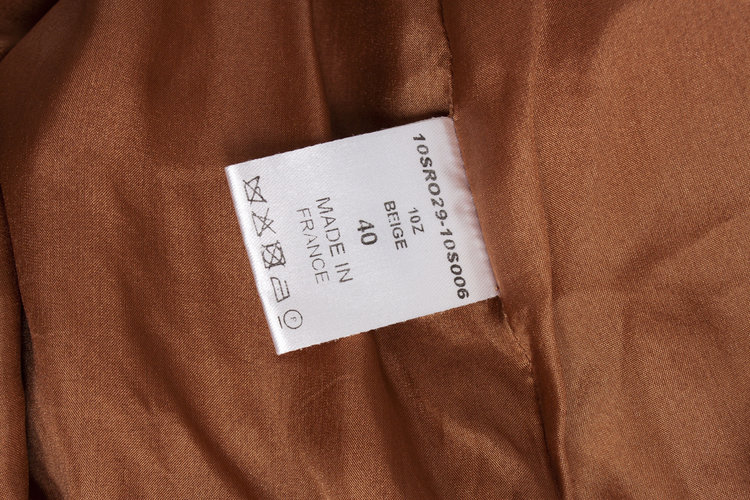 10SRO29-10S006
10Z
BEIGE
40
MADE IN
FRANCE
F